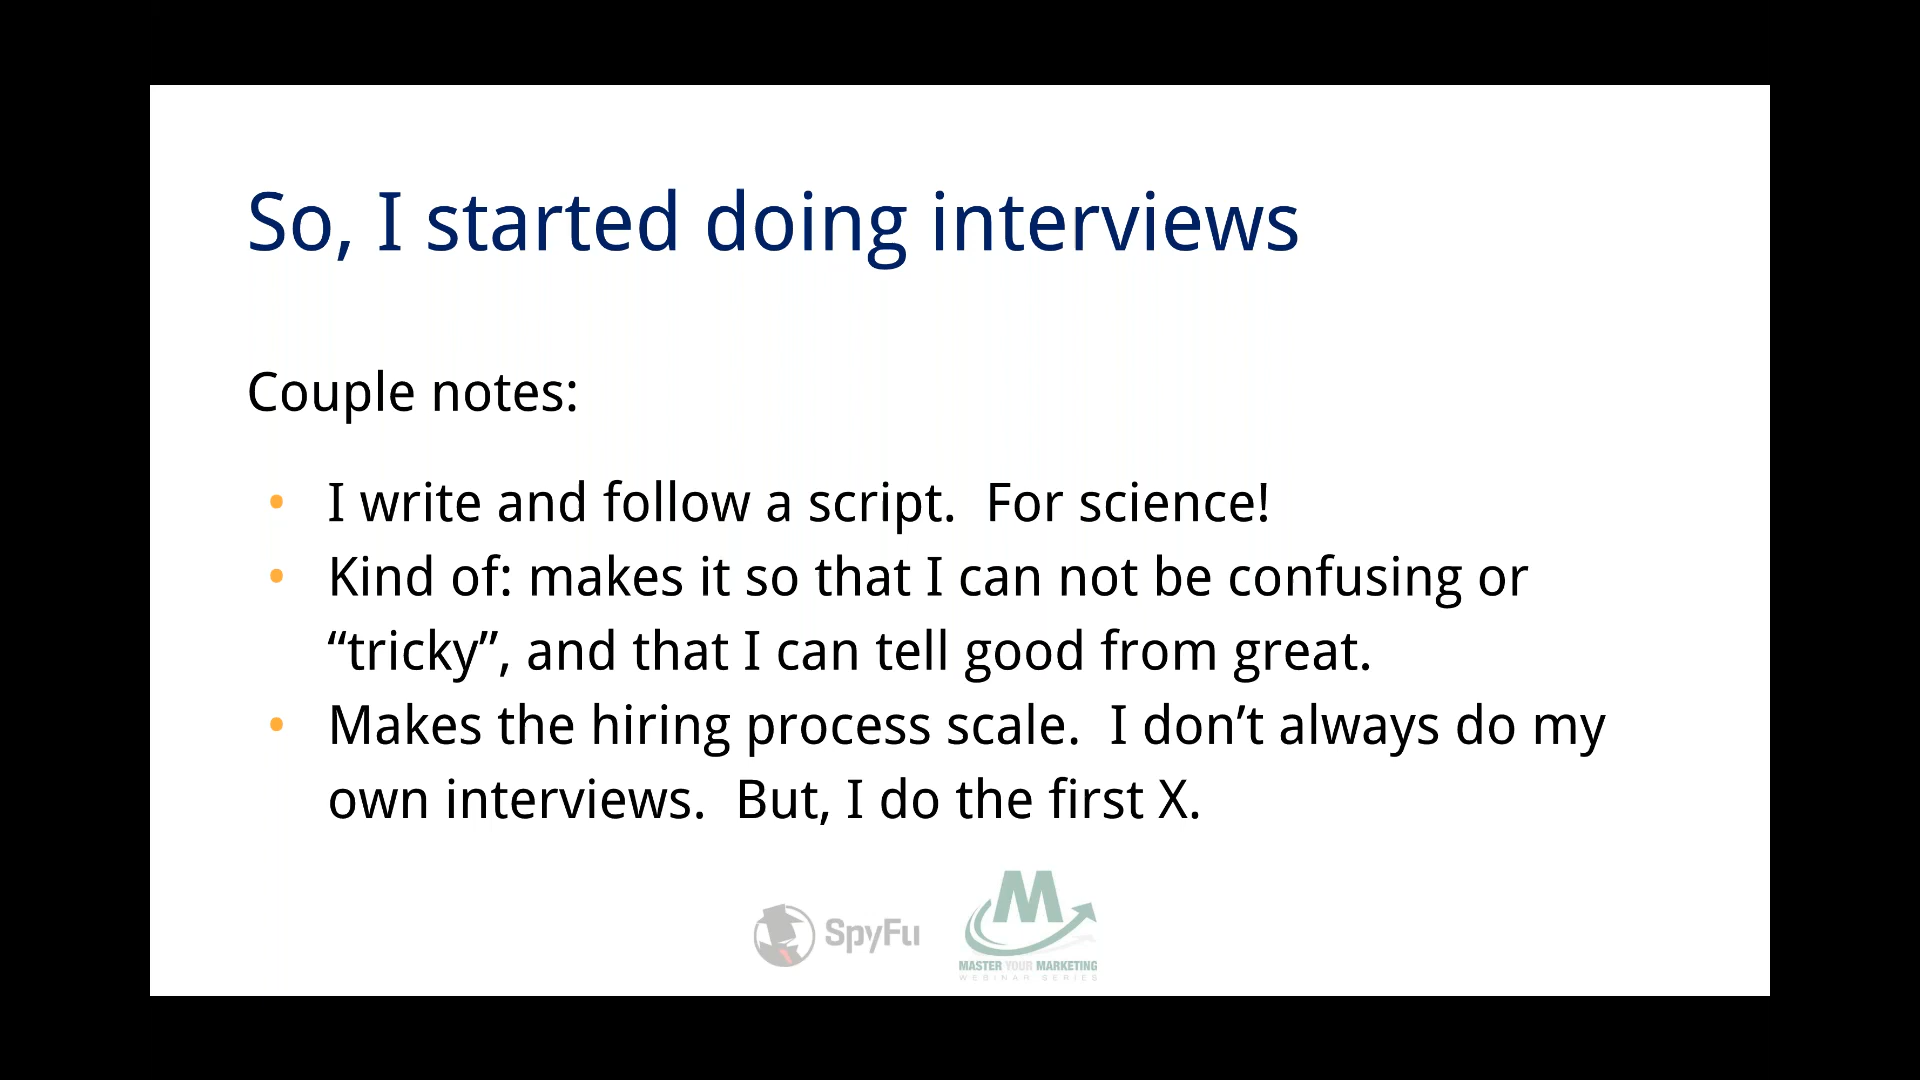 So, I started doing interviews
Couple notes:
• I write and follow a script.  For science!
• Kind of: makes it so that I can not be confusing or
“tricky”, and that I can tell good from great.
• Makes the hiring process scale.  I don’t always do my
own interviews.  But, I do the first X.
SpyFu
M
MASTER YOUR MARKETING
WEBINAR SERIES